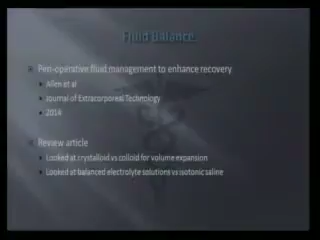 Fluid Balance
Peri-operative fluid management to enhance recovery
Allen et al
Journal of Extracorporeal Technology
2014
Review article
Looked at crystalloid vs colloid for volume expansion
Looked at balanced electrolyte solutions vs isotonic saline